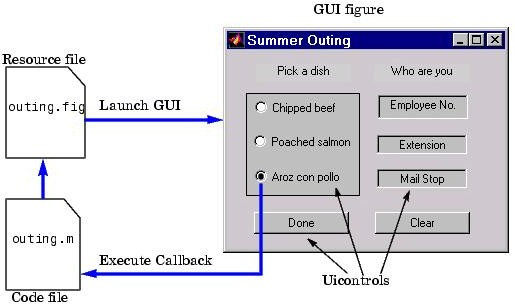 GUI figure
Summer Outing
Resource file
Pick a dish
Who are you
outing.fig
Launch GUI
Chipped beef
Employee No.
Poached salmon
Extension
Aroz con pollo
Mail Stop
outing.m
Done
Clear
Execute Callback
Uicontrols
Code file